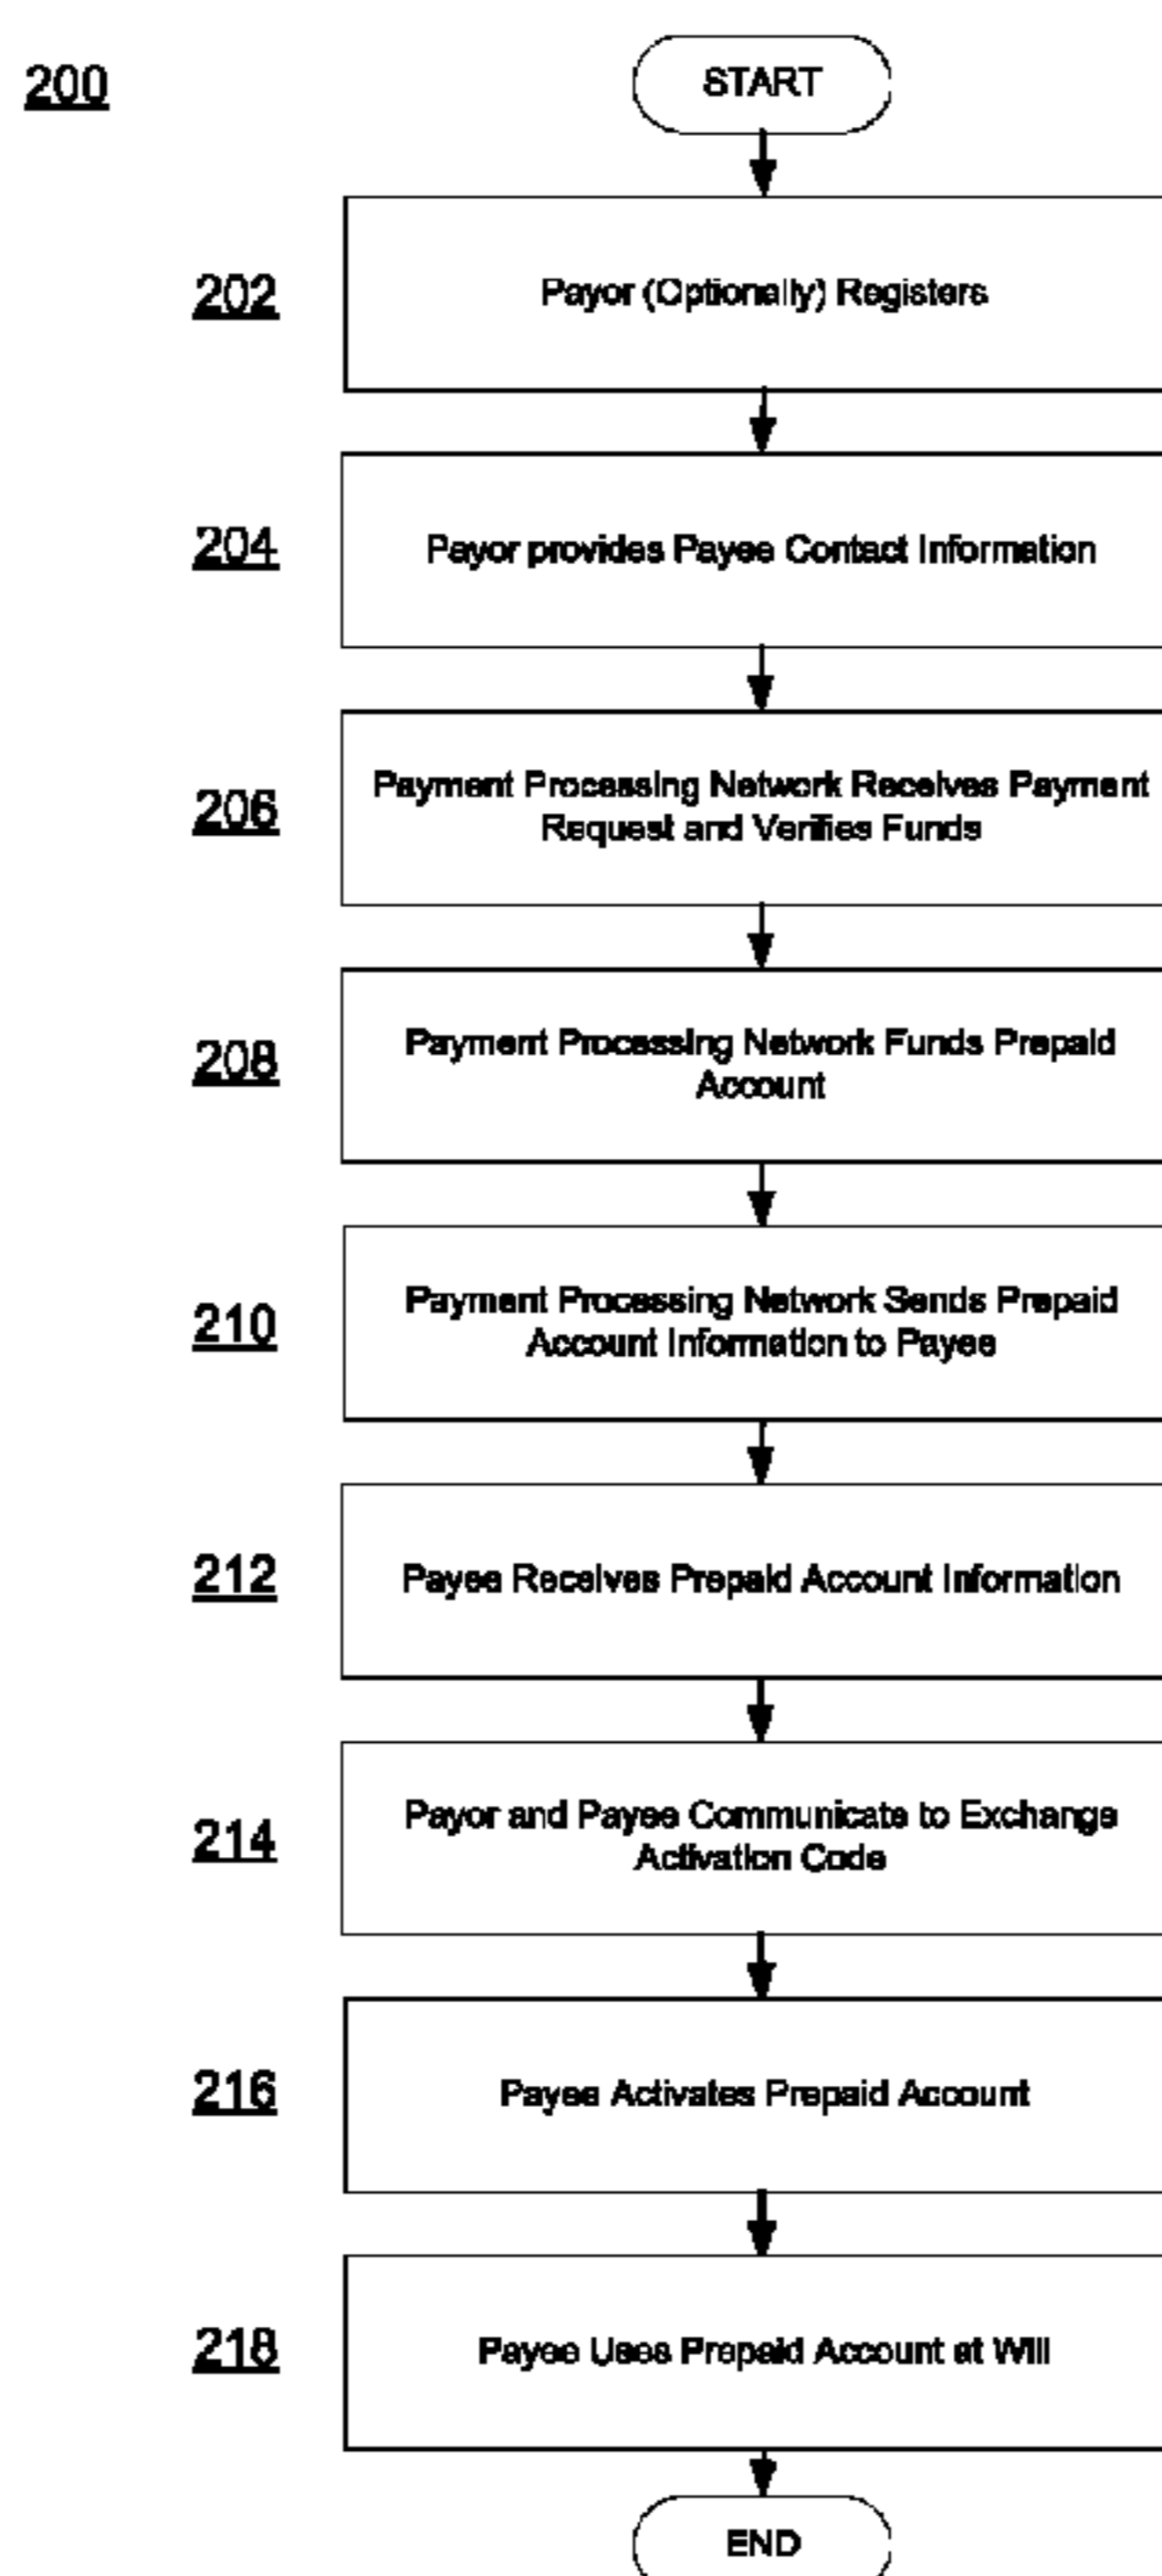 200
START
202
Payor (Optionally) Registers
204
Payor provides Payee Contact Information
206
Payment Processing Network Receives Payment
Request and Verifies Funds
208
Payment Processing Network Funds Prepaid
Account
210
Payment Processing Network Sends Prepaid
Account Information to Payee
212
Payee Receives Prepaid Account Information
214
Payor and Payee Communicate to Exchange
Activation Code
216
Payee Activates Prepaid Account
218
Payee Uses Prepaid Account at Will
END